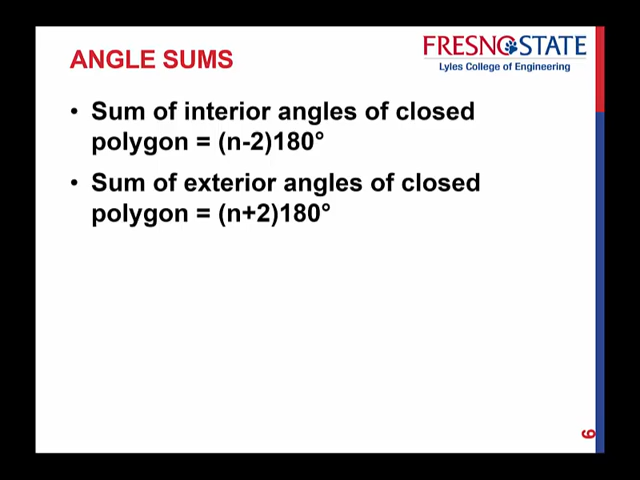 ANGLE SUMS
FRESNO STATE
Lyles College of Engineering
• Sum of interior angles of closed
polygon = (n-2)180°
• Sum of exterior angles of closed
polygon = (n+2)180°
6